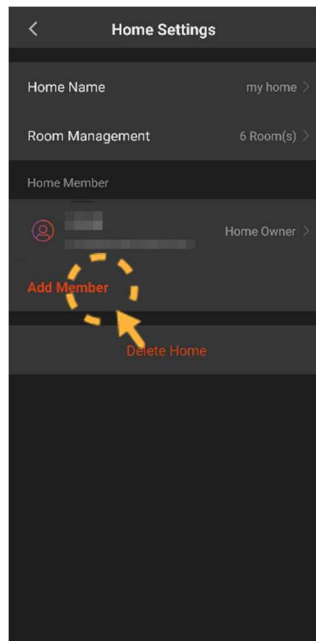 Home Settings
Home Name my home
Room Management 6 Room(s)
Home Member
Home Owner
Add Member
Delete Home